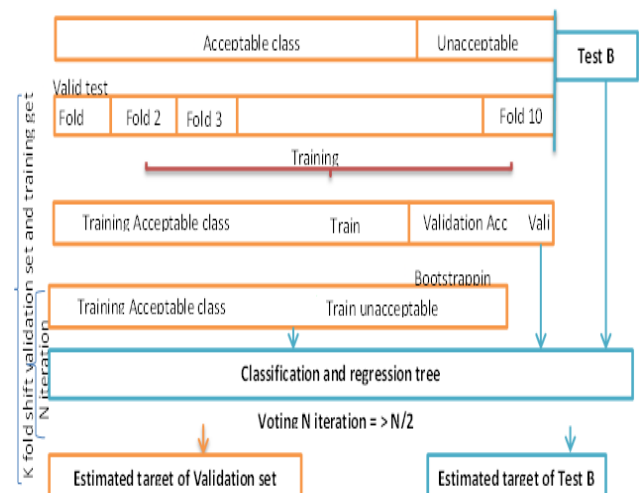 Acceptable class
Unacceptable
Test B
Valid test
Fold
Fold 2
Fold 3
Fold 10
Training
Training Acceptable class
Train
Validation Acc
Vali
Bootstrappin
Training Acceptable class
Train unacceptable
Classification and regression tree
Voting N iteration = > N/2
Estimated target of Validation set
Estimated target of Test B
K fold shift validation set and training get
N iteration